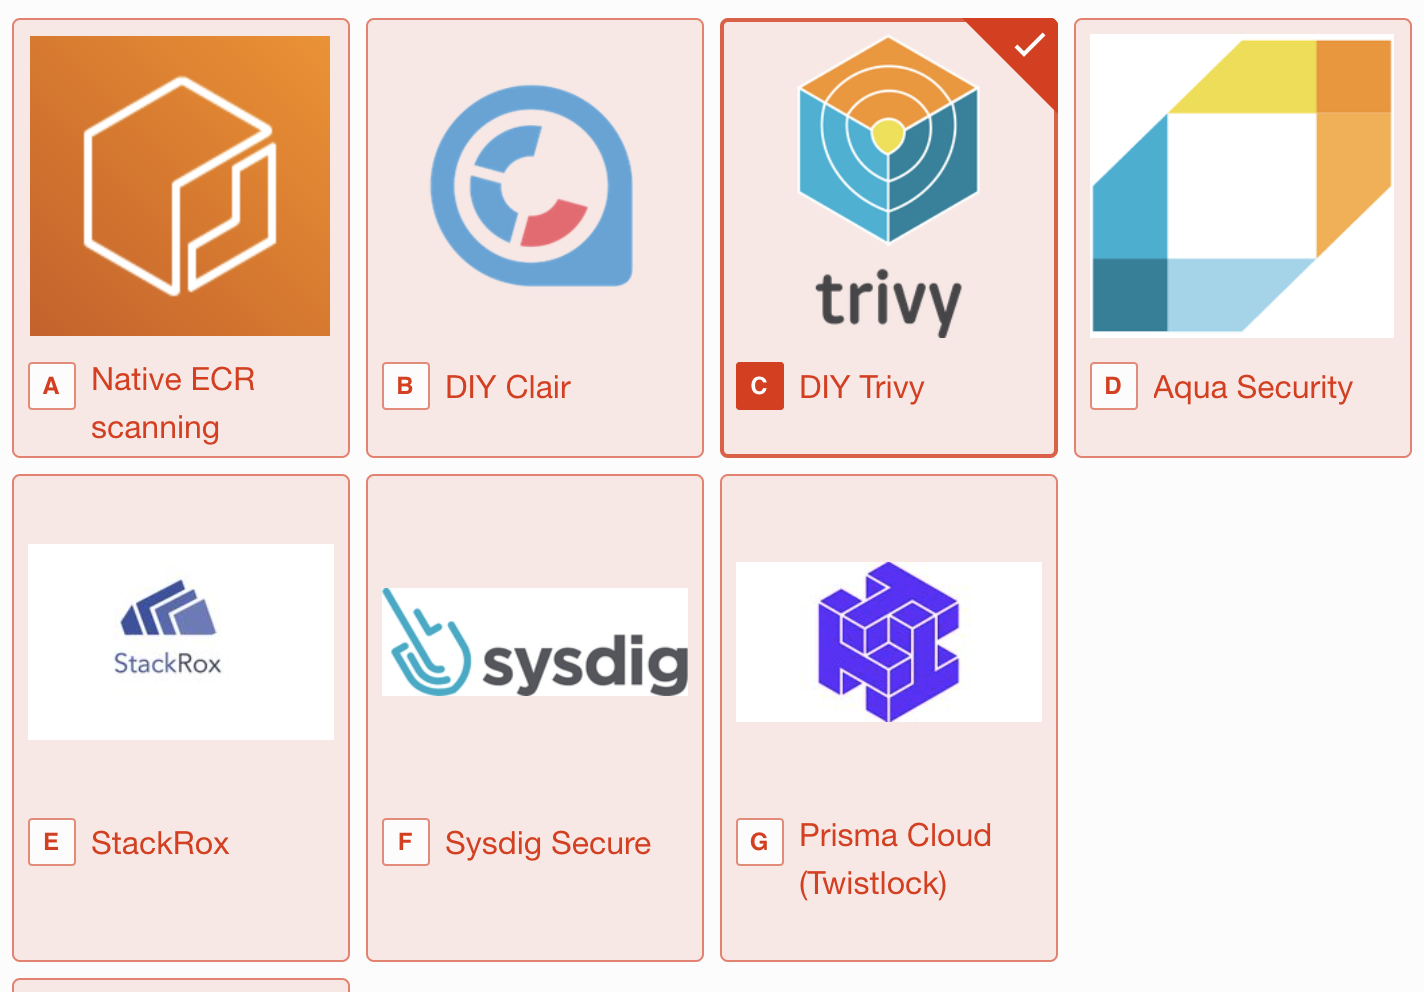 trivy
A Native ECR
scanning
B DIY Clair
C DIY Trivy
D Aqua Security
StackRox
sysdig
E StackRox
F Sysdig Secure
G Prisma Cloud
(Twistlock)